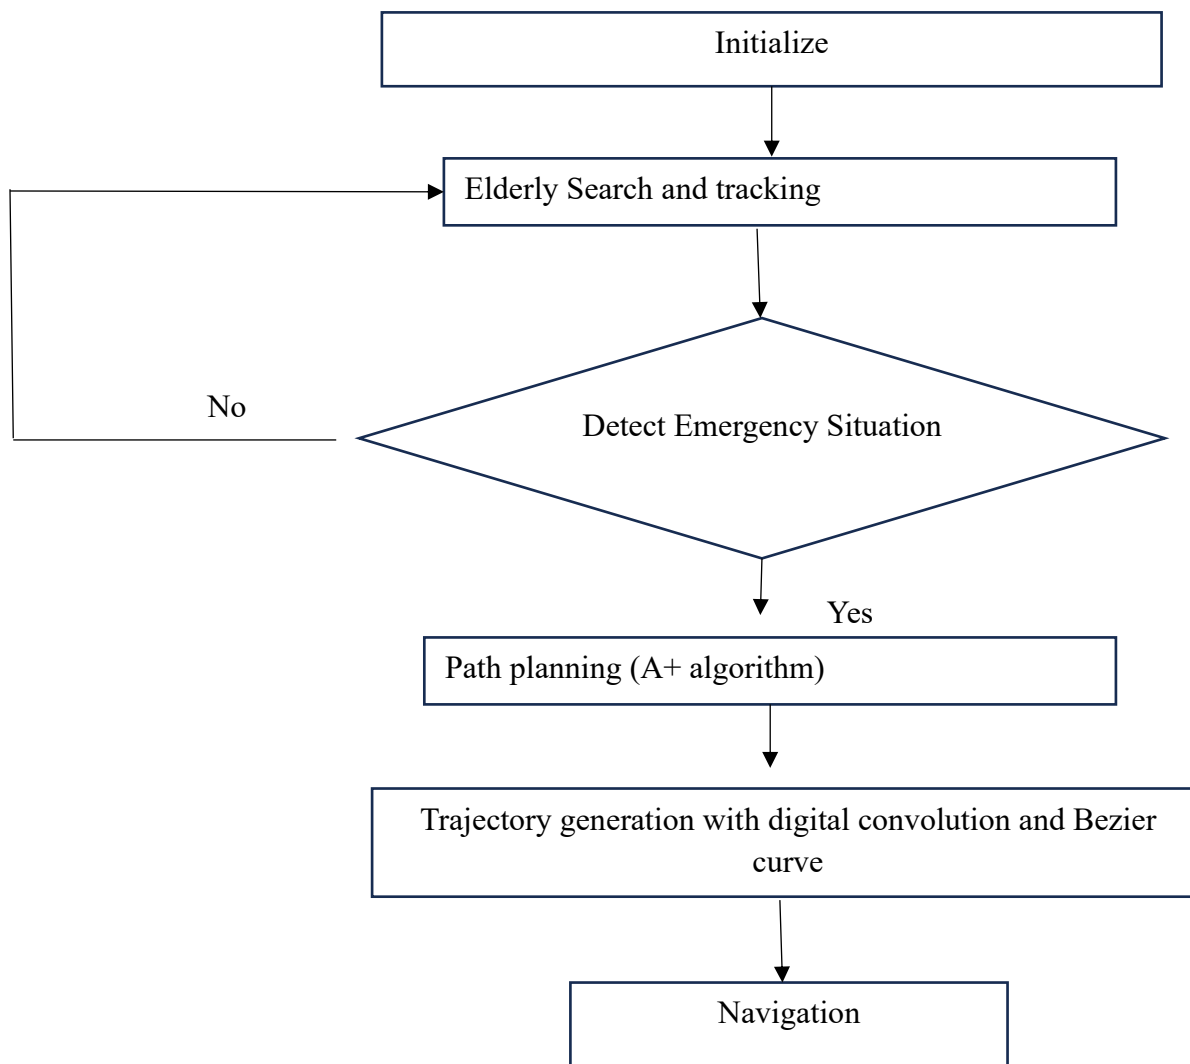 Initialize
Elderly Search and tracking
No
Detect Emergency Situation
Yes
Path planning (A+ algorithm)
Trajectory generation with digital convolution and Bezier
curve
Navigation